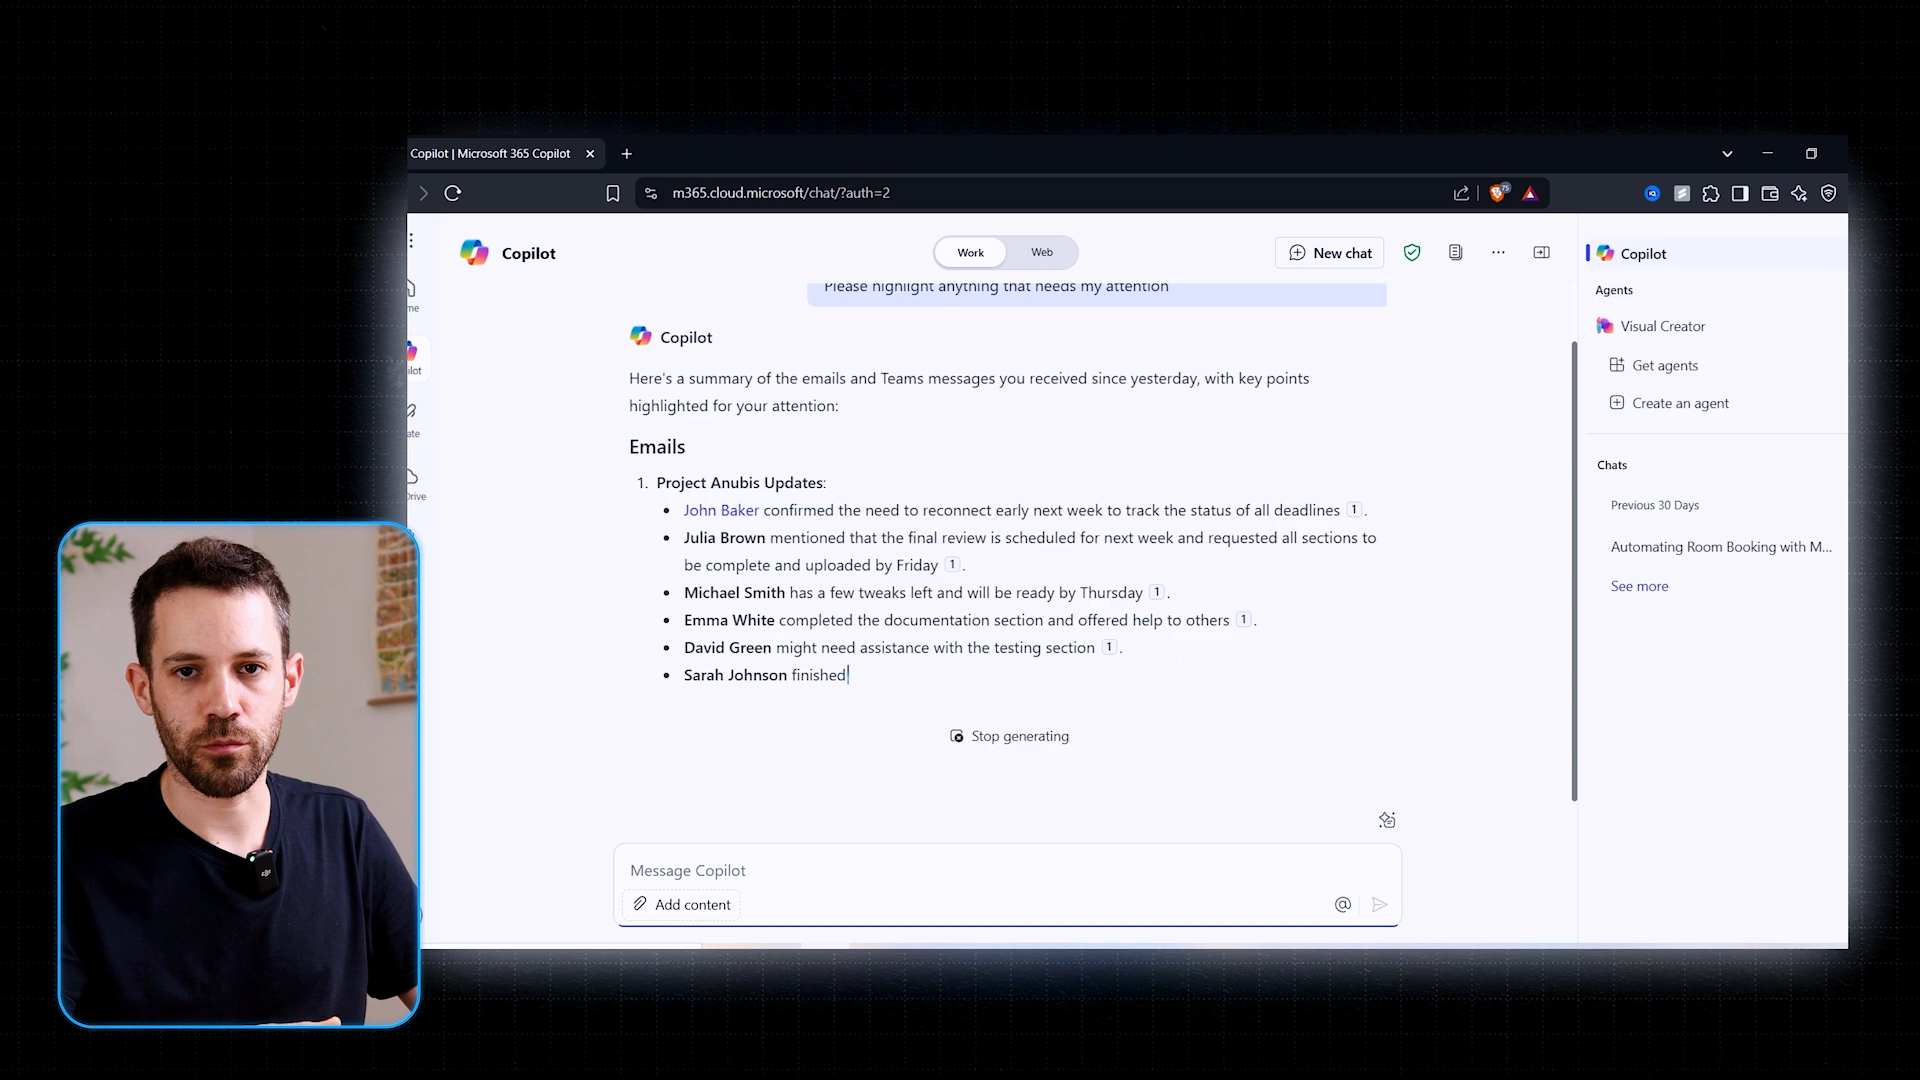 Copilot | Microsoft 365 Copilot
m365.cloud.microsoft/chat/?auth=2
75
Copilot
Work
Web
New chat
Please highlight anything that needs my attention
Copilot
Here's a summary of the emails and Teams messages you received since yesterday, with key points
highlighted for your attention:
Emails
1. Project Anubis Updates:
• John Baker confirmed the need to reconnect early next week to track the status of all deadlines 1.
• Julia Brown mentioned that the final review is scheduled for next week and requested all sections to
be complete and uploaded by Friday 1.
• Michael Smith has a few tweaks left and will be ready by Thursday 1.
• Emma White completed the documentation section and offered help to others 1.
• David Green might need assistance with the testing section 1.
• Sarah Johnson finished
Stop generating
Message Copilot
Add content
me
ilot
ate
Drive
Copilot
Agents
Visual Creator
Get agents
Create an agent
Chats
Previous 30 Days
Automating Room Booking with M...
See more